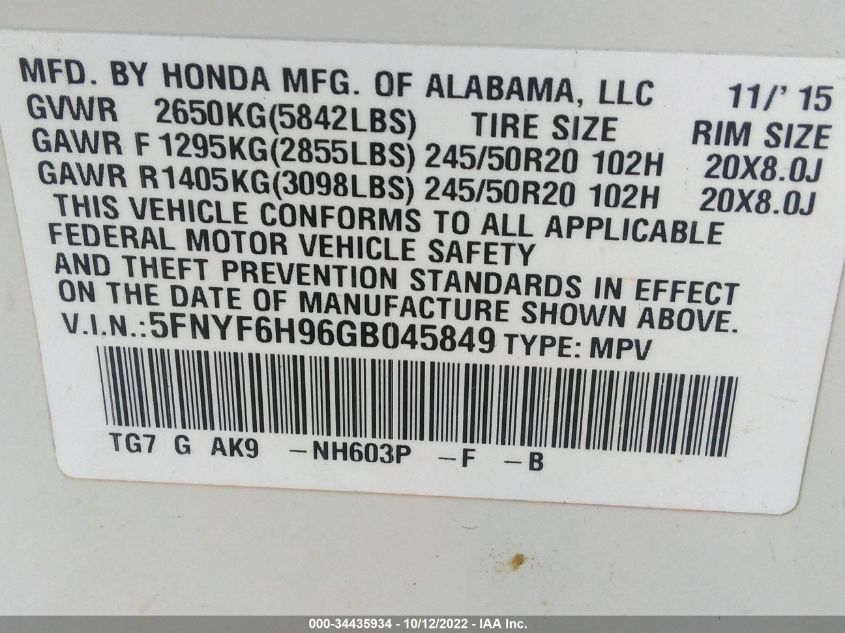 MFD. BY HONDA MFG. OF ALABAMA, LLC 11/' 15
GVWR 2650KG(5842LBS) TIRE SIZE RIM SIZE
GAWR F 1295KG(2855LBS) 245/50R20 102H 20X8.0J
GAWR R1405KG(3098LBS) 245/50R20 102H 20X8.0J
THIS VEHICLE CONFORMS TO ALL APPLICABLE
FEDERAL MOTOR VEHICLE SAFETY
AND THEFT PREVENTION STANDARDS IN EFFECT
ON THE DATE OF MANUFACTURE SHOWN ABOVE.
V.I.N.:5FNYF6H96GB045849 TYPE: MPV
TG7 G AK9 -NH603P -F -B
000-34435934 - 10/12/2022 - IAA Inc.